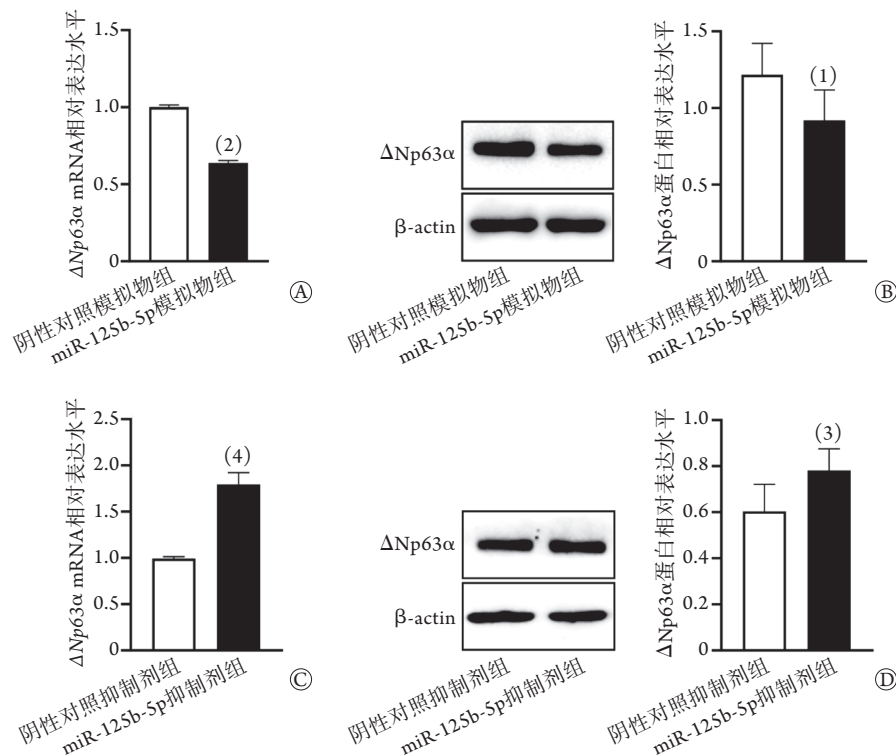 ΔNp63α mRNA相对表达水平
1.5
1.0
0.5
0
(2)
阴性对照模拟物组
miR-125b-5p模拟物组
Ⓐ
ΔNp63α
β-actin
阴性对照模拟物组
miR-125b-5p模拟物组
ΔNp63α蛋白相对表达水平
1.5
1.0
0.5
0
(1)
阴性对照模拟物组
miR-125b-5p模拟物组
Ⓑ
ΔNp63α mRNA相对表达水平
2.5
2.0
1.5
1.0
0.5
0
(4)
阴性对照抑制剂组
miR-125b-5p抑制剂组
Ⓒ
ΔNp63α
β-actin
阴性对照抑制剂组
miR-125b-5p抑制剂组
ΔNp63α蛋白相对表达水平
1.0
0.8
0.6
0.4
0.2
0
(3)
阴性对照抑制剂组
miR-125b-5p抑制剂组
Ⓓ